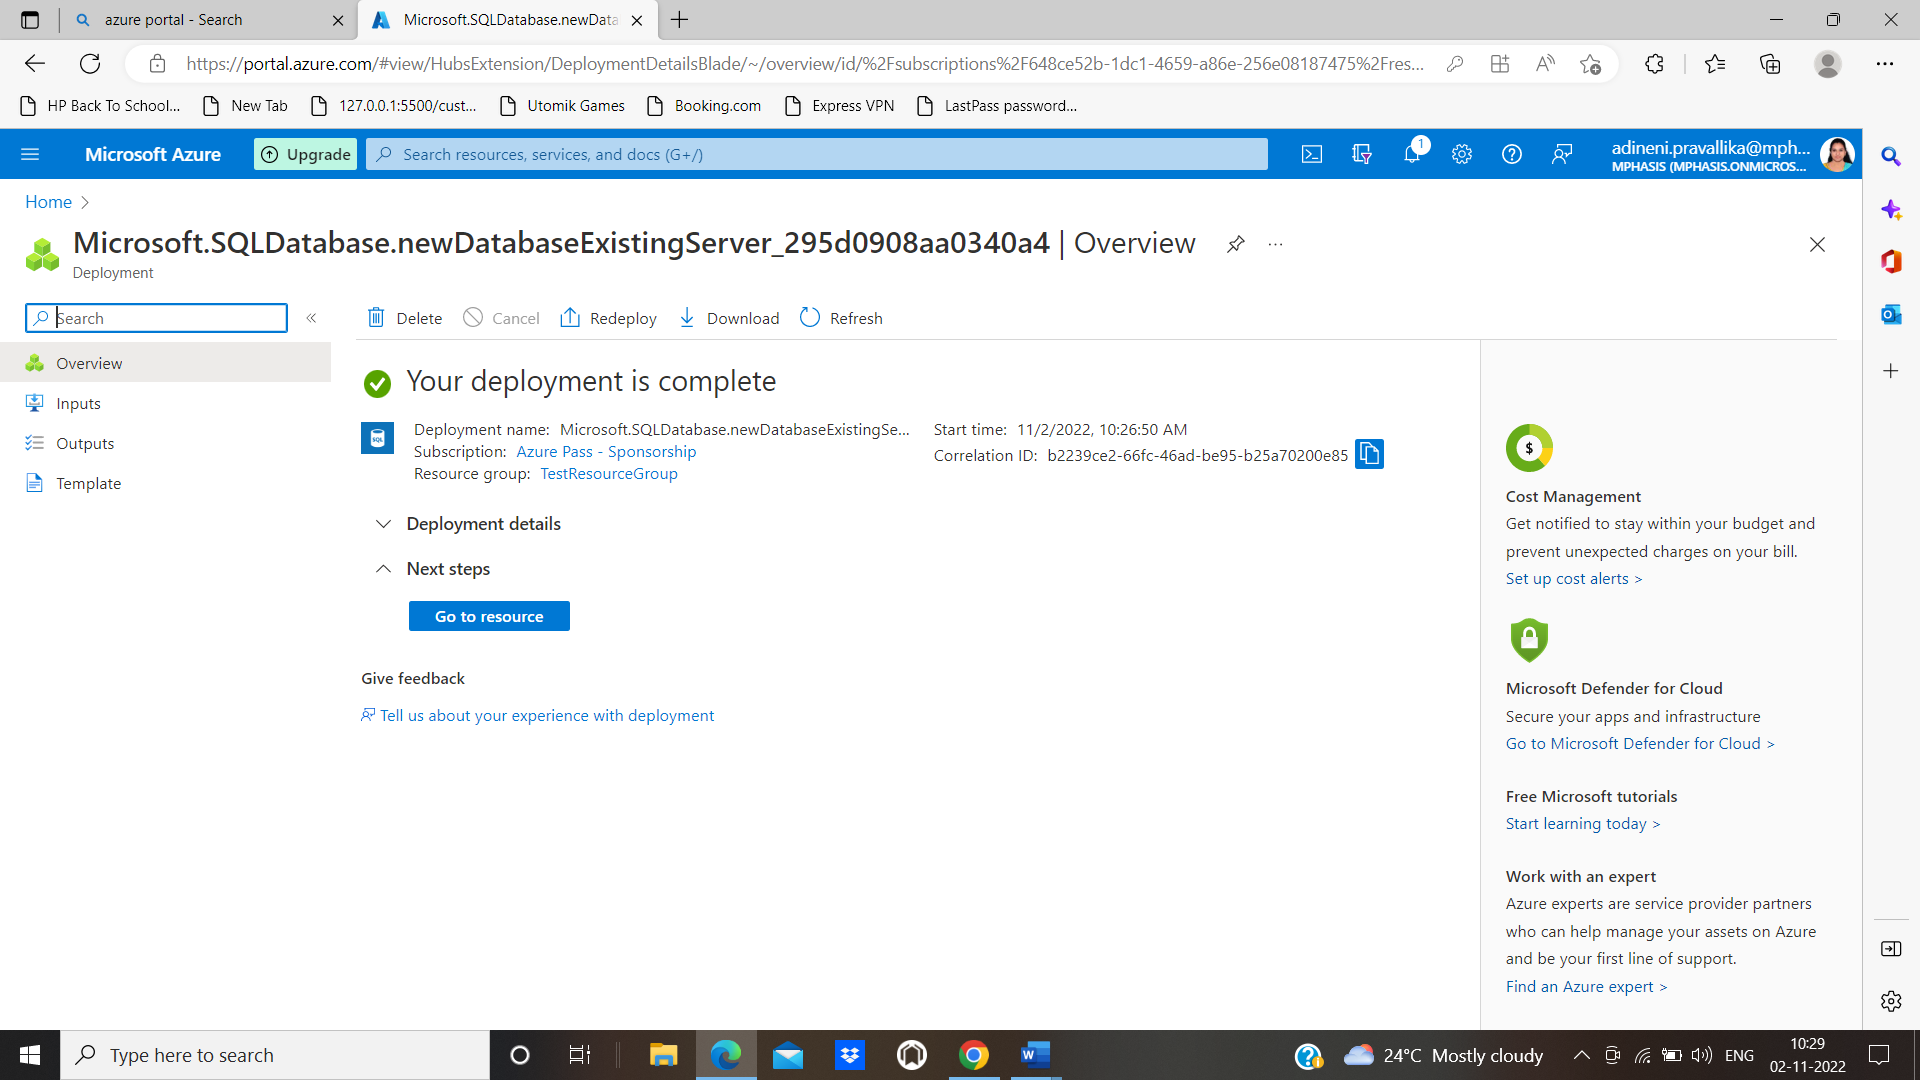 azure portal - Search
Microsoft.SQLDatabase.newData
https://portal.azure.com/#view/HubsExtension/DeploymentDetailsBlade/~/overview/id/%2Fsubscriptions%2F648ce52b-1dc1-4659-a86e-256e08187475%2Fres...
HP Back To School... New Tab 127.0.0.1:5500/cust... Utomik Games Booking.com Express VPN LastPass password...
Microsoft Azure Upgrade Search resources, services, and docs (G+/) 1 adineni.pravallika@mph...
MPHASIS (MPHASIS.ONMICROS...
Home
Microsoft.SQLDatabase.newDatabaseExistingServer_295d0908aa0340a4 | Overview
Deployment
Search
Delete Cancel Redeploy Download Refresh
Overview
Inputs
Outputs
Template
Your deployment is complete
Deployment name: Microsoft.SQLDatabase.newDatabaseExistingSe...
Subscription: Azure Pass - Sponsorship
Resource group: TestResourceGroup
Start time: 11/2/2022, 10:26:50 AM
Correlation ID: b2239ce2-66fc-46ad-be95-b25a70200e85
SQL
Deployment details
Next steps
Go to resource
Give feedback
Tell us about your experience with deployment
$
Cost Management
Get notified to stay within your budget and
prevent unexpected charges on your bill.
Set up cost alerts >
Microsoft Defender for Cloud
Secure your apps and infrastructure
Go to Microsoft Defender for Cloud >
Free Microsoft tutorials
Start learning today >
Work with an expert
Azure experts are service provider partners
who can help manage your assets on Azure
and be your first line of support.
Find an Azure expert >
Type here to search
24°C Mostly cloudy
ENG
10:29
02-11-2022